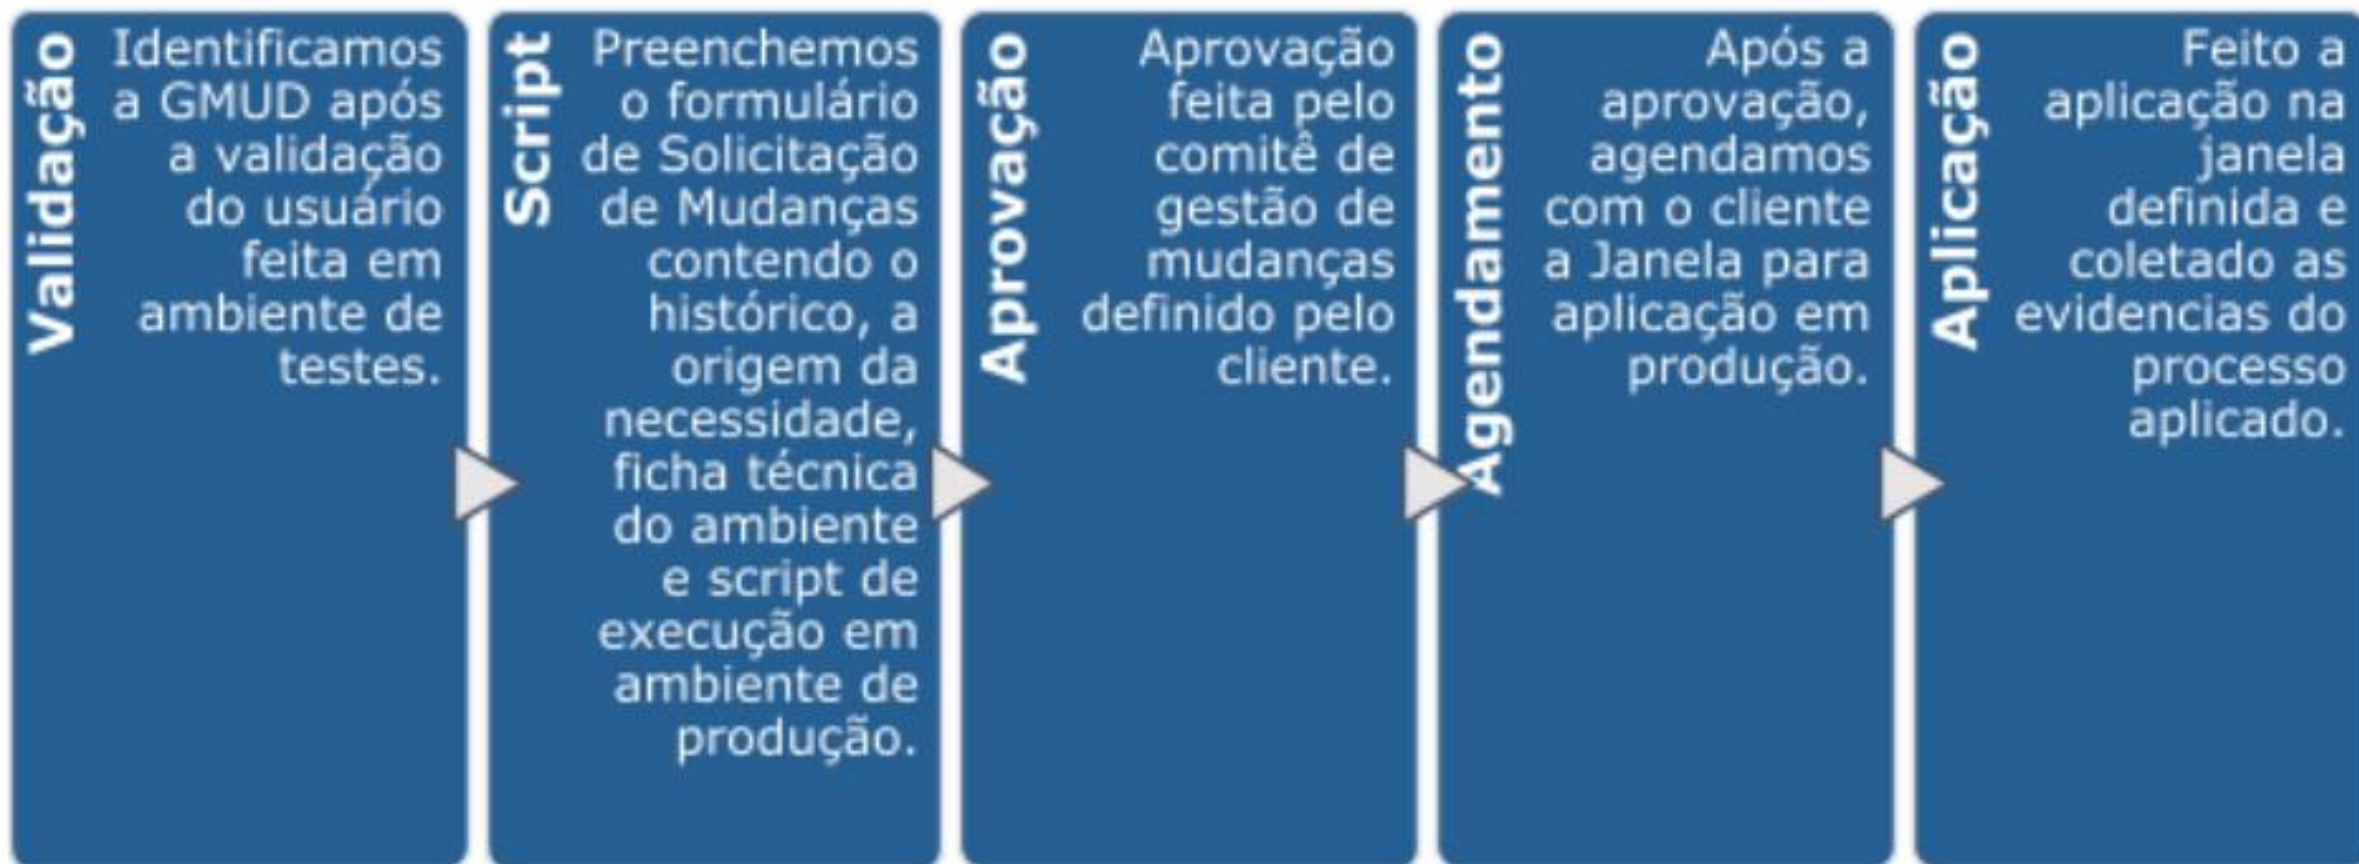 Validação
Identificamos
a GMUD após
a validação
do usuário
feita em
ambiente de
testes.
Script
Preenchemos
o formulário
de Solicitação
de Mudanças
contendo o
histórico, a
origem da
necessidade,
ficha técnica
do ambiente
e script de
execução em
ambiente de
produção.
Aprovação
Aprovação
feita pelo
comitê de
gestão de
mudanças
definido pelo
cliente.
Agendamento
Após a
aprovação,
agendamos
com o cliente
a Janela para
aplicação em
produção.
Aplicação
Feito a
aplicação na
janela
definida e
coletado as
evidencias do
processo
aplicado.